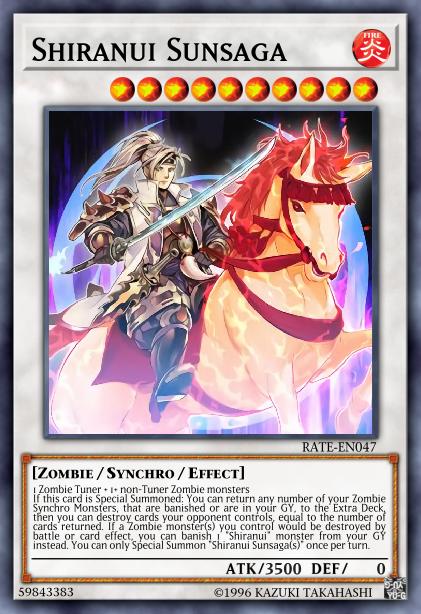 SHIRANUI SUNSAGA
FIRE
炎
RATE-EN047
[ZOMBIE / SYNCHRO / EFFECT]
1 Zombie Tuner + 1+ non-Tuner Zombie monsters
If this card is Special Summoned: You can return any number of your Zombie
Synchro Monsters, that are banished or are in your GY, to the Extra Deck,
then you can destroy cards your opponent controls, equal to the number of
cards returned. If a Zombie monster(s) you control would be destroyed by
battle or card effect, you can banish 1 "Shiranui" monster from your GY
instead. You can only Special Summon "Shiranui Sunsaga(s)" once per turn.
ATK/3500 DEF/ 0
59843383
©1996 KAZUKI TAKAHASHI